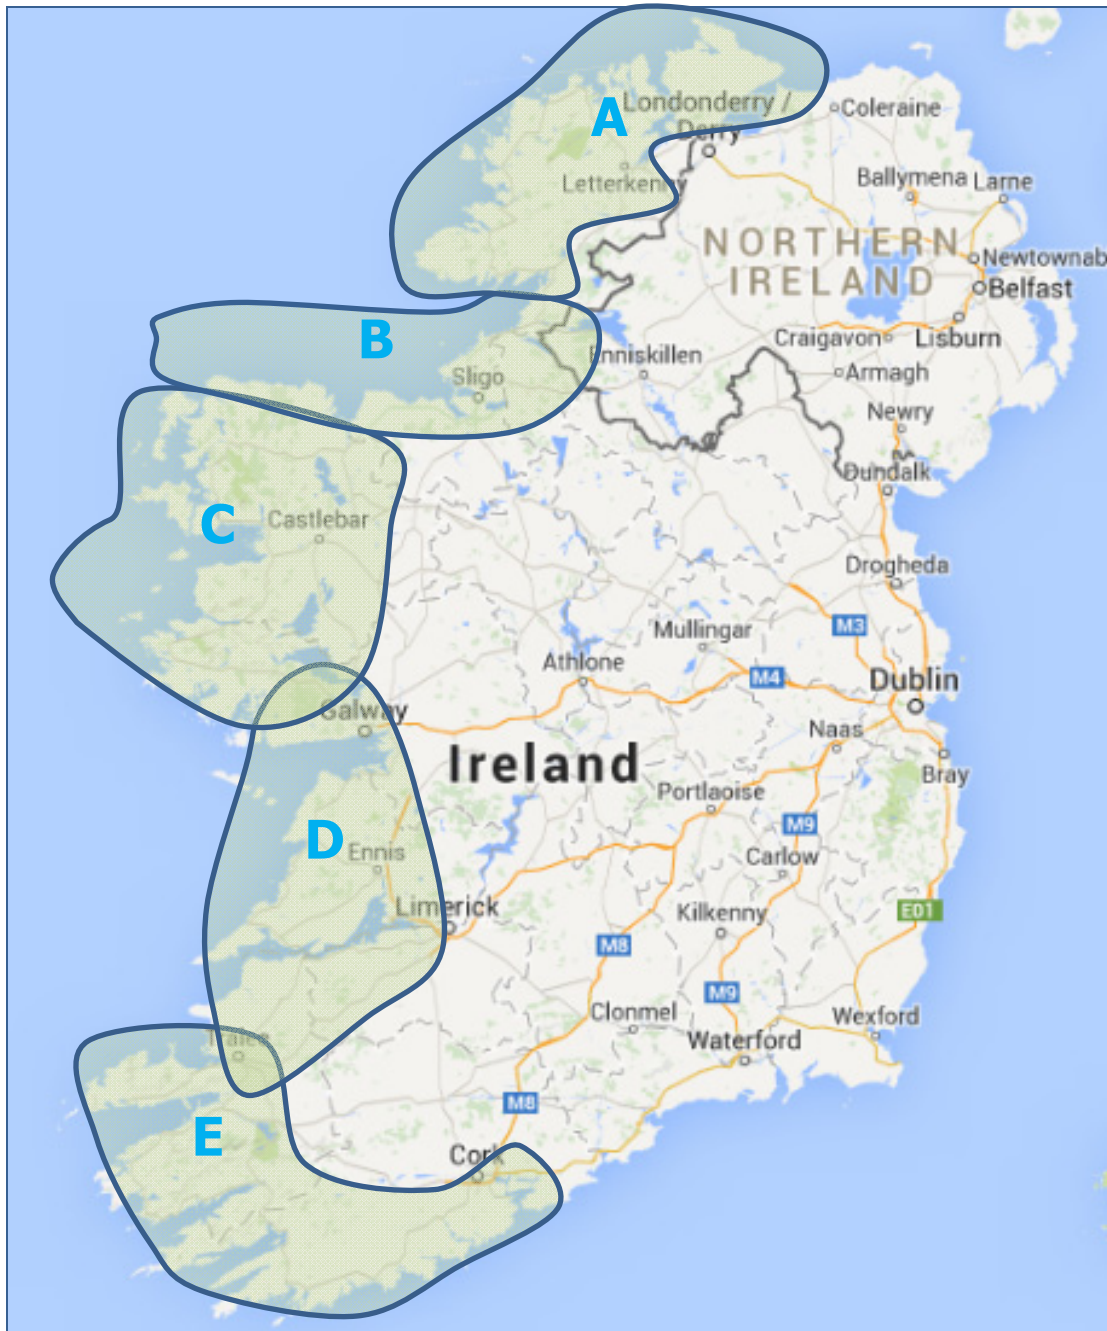 A
Londonderry /
Derry
Coleraine
Letterkenny
Ballymena
Larne
NORTHERN
IRELAND
Newtownab
Belfast
B
Craigavon
Lisburn
Enniskillen
Armagh
Sligo
Newry
Dundalk
C
Castlebar
Drogheda
M3
Mullingar
Athlone
M4
Dublin
Galway
Naas
Ireland
Bray
Portlaoise
M9
D
Ennis
Carlow
Limerick
Kilkenny
E01
M8
M9
Clonmel
Wexford
Tralee
Waterford
M8
E
Cork